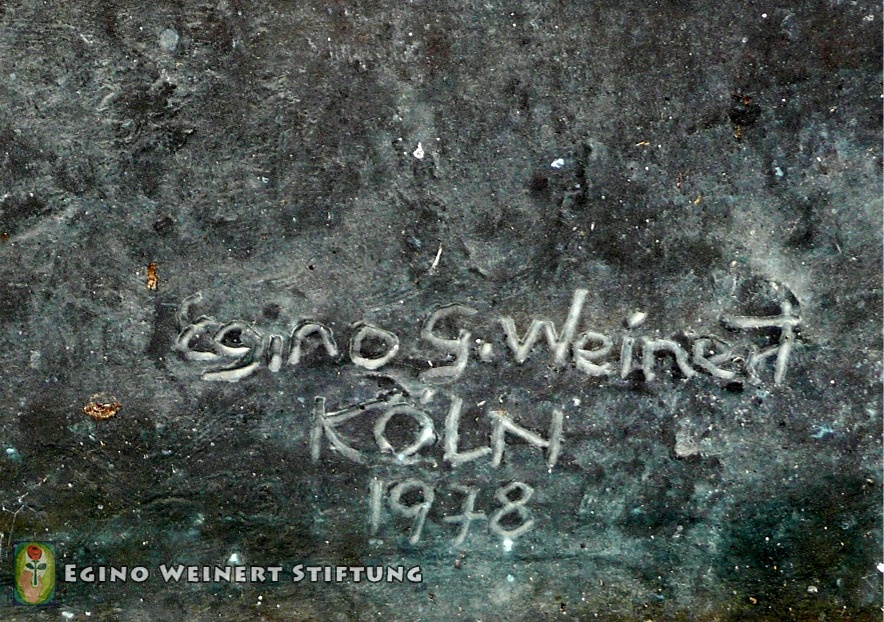 Egino G. Weinert
KÖLN
1978
EGINO WEINERT STIFTUNG